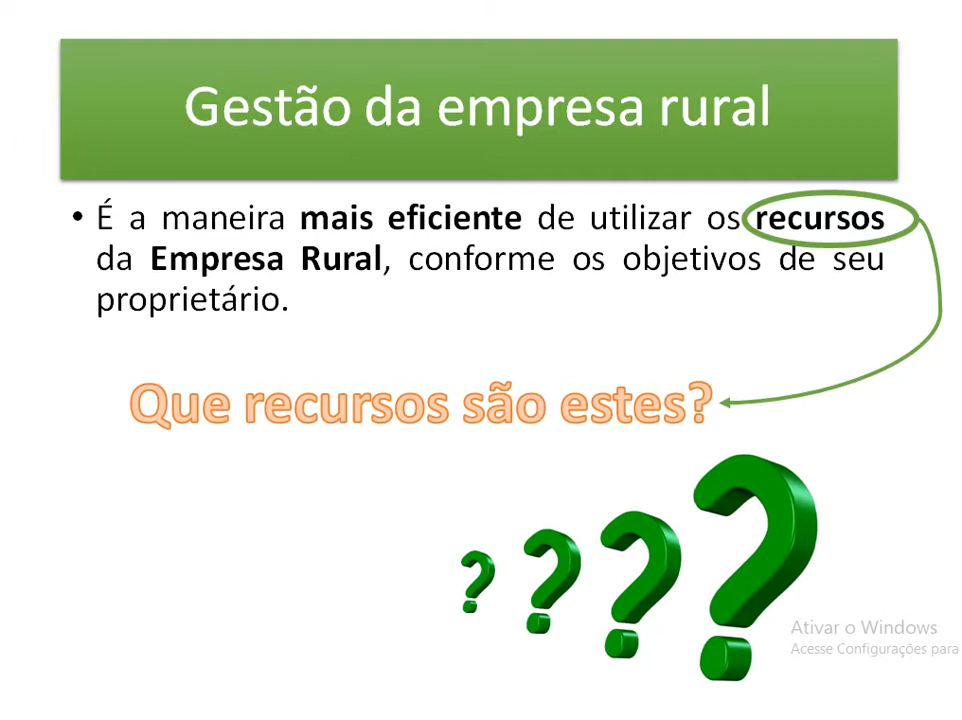 Gestão da empresa rural
• É a maneira mais eficiente de utilizar os recursos
da Empresa Rural, conforme os objetivos de seu
proprietário.
Que recursos são estes?
????
Ativar o Windows
Acesse Configurações para